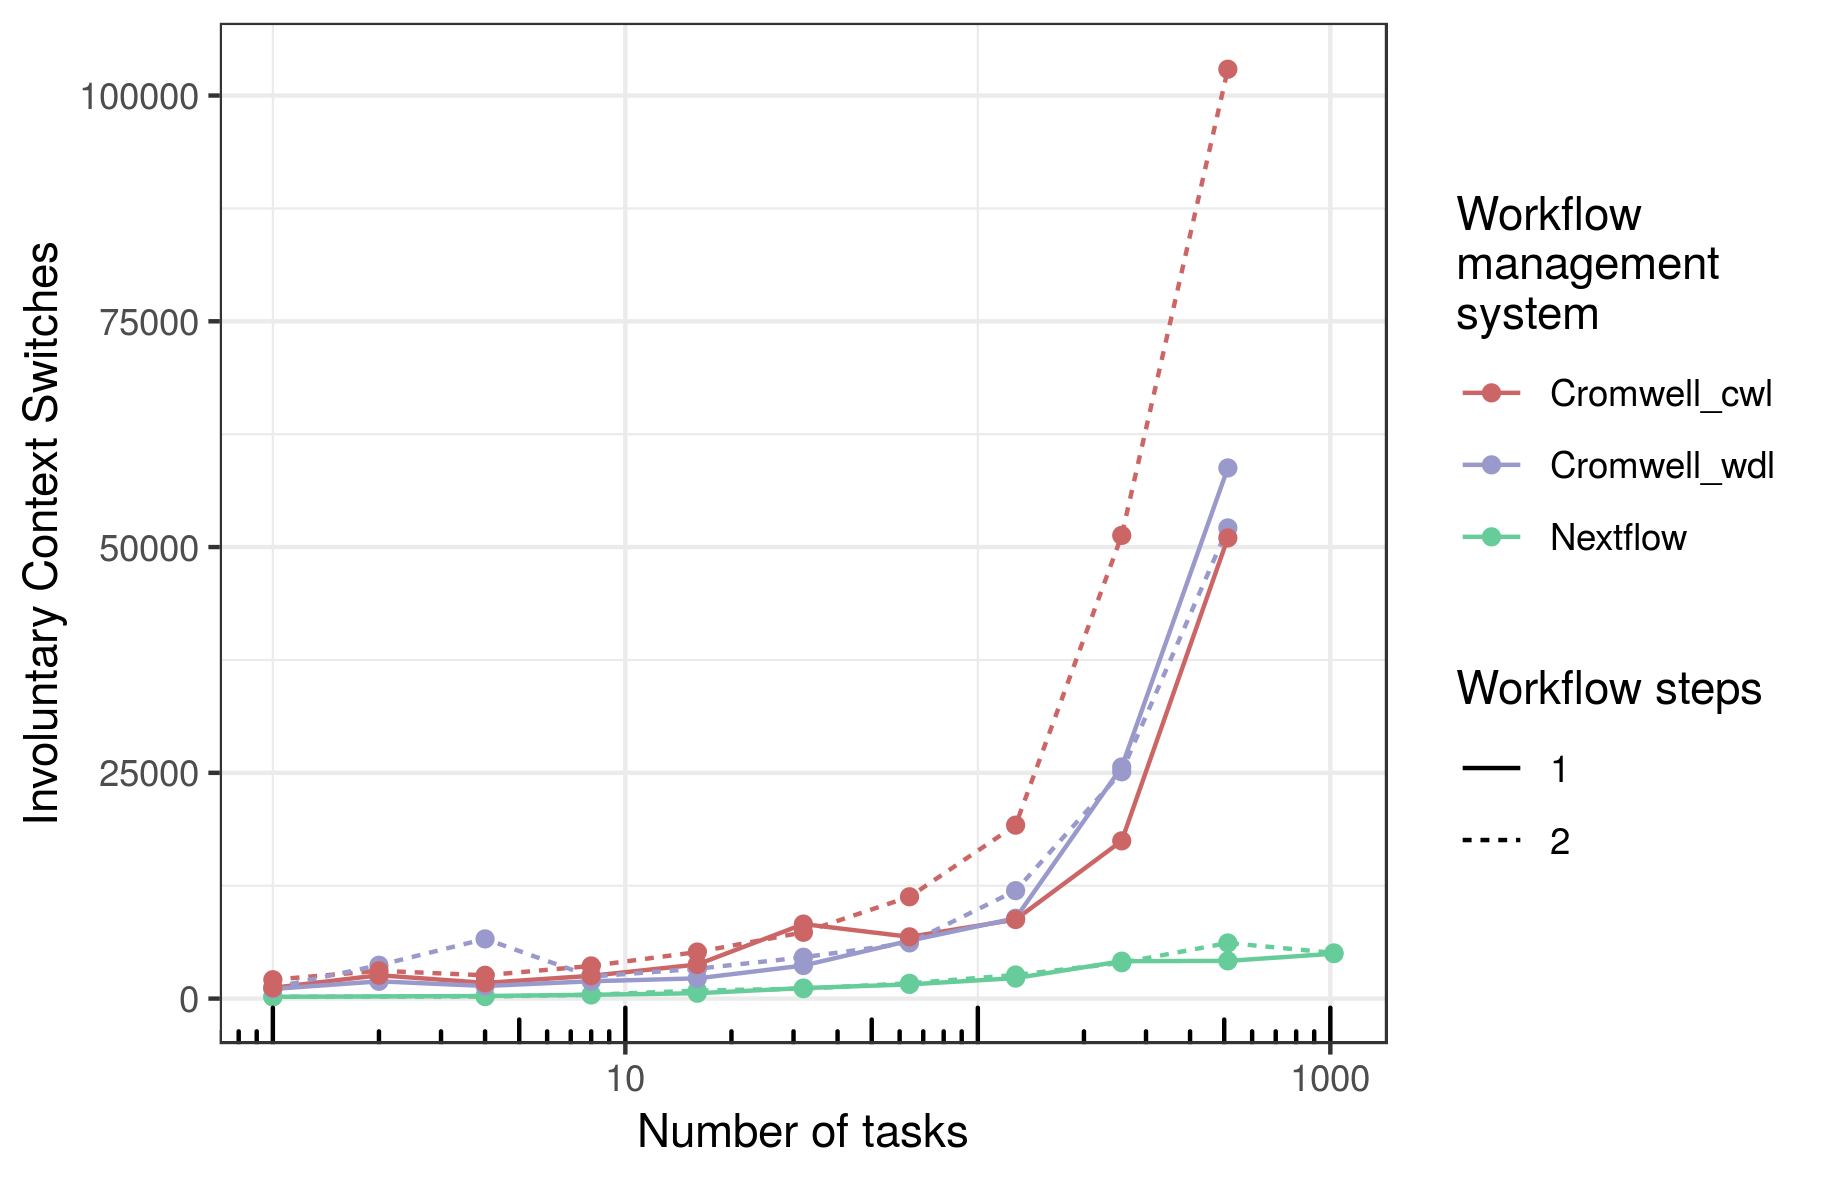 100000
75000
50000
25000
0
Involuntary Context Switches
10
1000
Number of tasks
Workflow
management
system
Cromwell_cwl
Cromwell_wdl
Nextflow
Workflow steps
1
2